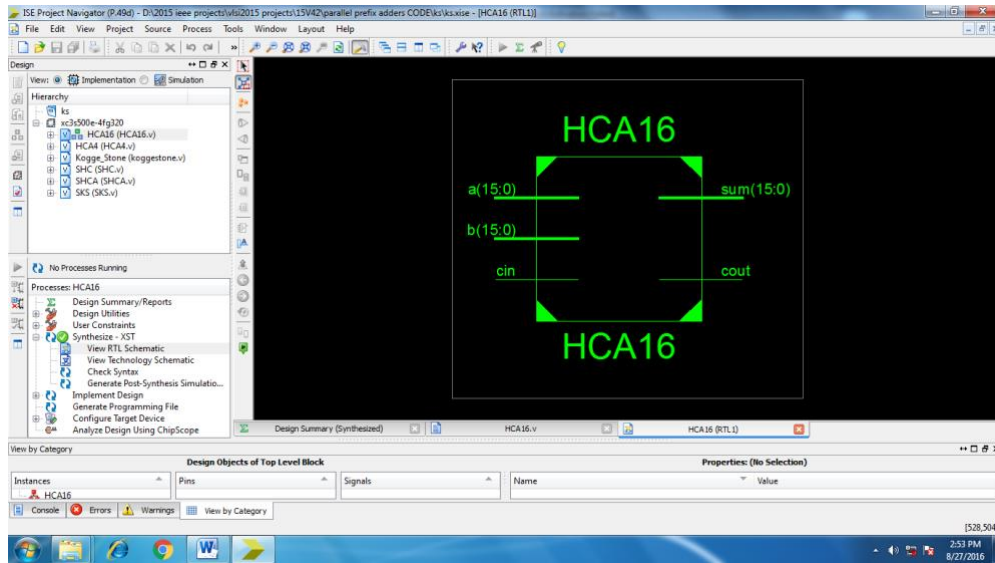 ISE Project Navigator (P.49d) - D:\2015 ieee projects\vlsi2015 projects\15V42\parallel prefix adders CODE\ks\ks.xise - [HCA16 (RTL1)]
File Edit View Project Source Process Tools Window Layout Help
Design
View: Implementation Simulation
Hierarchy
ks
xc3s500e-4fg320
HCA16 (HCA16.v)
HCA4 (HCA4.v)
Kogge_Stone (koggestone.v)
SHC (SHC.v)
SHCA (SHCA.v)
SKS (SKS.v)
No Processes Running
Processes: HCA16
Design Summary/Reports
Design Utilities
User Constraints
Synthesize - XST
View RTL Schematic
View Technology Schematic
Check Syntax
Generate Post-Synthesis Simulatio...
Implement Design
Generate Programming File
Configure Target Device
Analyze Design Using ChipScope
HCA16
a(15:0)
sum(15:0)
b(15:0)
cin
cout
HCA16
Design Summary (Synthesized)
HCA16.v
HCA16 (RTL1)
View by Category
Design Objects of Top Level Block
Properties: (No Selection)
Instances
Pins
Signals
Name
Value
HCA16
Console
Errors
Warnings
View by Category
[528,504
2:53 PM
8/27/2016